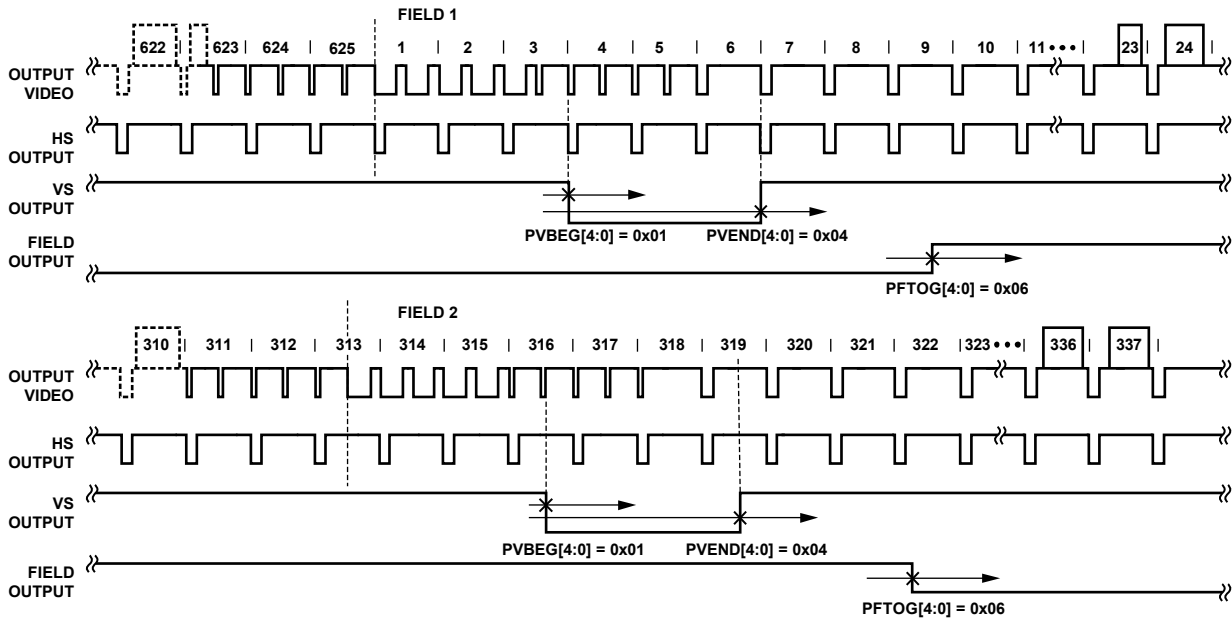 FIELD 1
622 | 623 | 624 | 625 | 1 | 2 | 3 | 4 | 5 | 6 | 7 | 8 | 9 | 10 | 11 ••• 23 | 24 |
OUTPUT
VIDEO
HS
OUTPUT
VS
OUTPUT
PVBEG[4:0] = 0x01 PVEND[4:0] = 0x04
FIELD
OUTPUT
PFTOG[4:0] = 0x06
FIELD 2
310 | 311 | 312 | 313 | 314 | 315 | 316 | 317 | 318 | 319 | 320 | 321 | 322 | 323 ••• 336 | 337 |
OUTPUT
VIDEO
HS
OUTPUT
VS
OUTPUT
PVBEG[4:0] = 0x01 PVEND[4:0] = 0x04
FIELD
OUTPUT
PFTOG[4:0] = 0x06